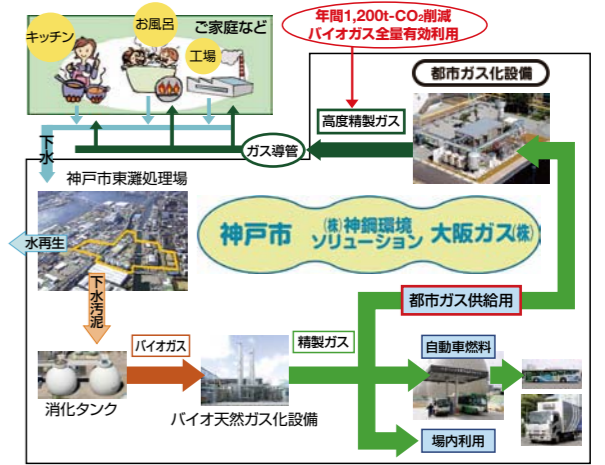 ご家庭など
キッチン
お風呂
工場
年間1,200t-CO₂削減
バイオガス全量有効利用
都市ガス化設備
高度精製ガス
ガス導管
下水
神戸市東灘処理場
水再生
神戸市
(株)神鋼環境
ソリューション
大阪ガス(株)
下水汚泥
都市ガス供給用
バイオガス
精製ガス
自動車燃料
消化タンク
バイオ天然ガス化設備
場内利用